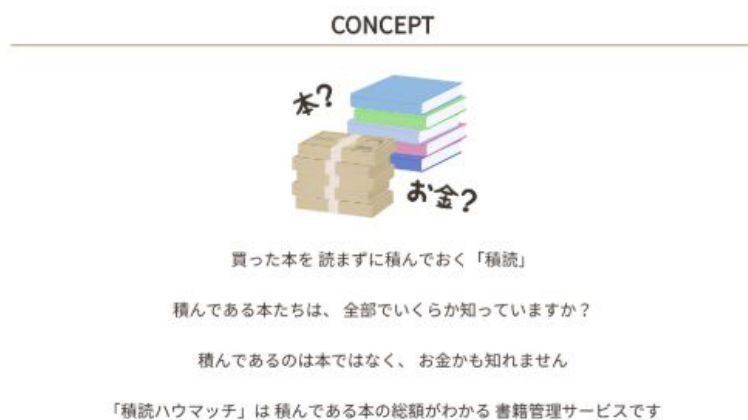 CONCEPT
本?
お金?
買った本を 読まずに積んでおく「積読」
積んである本たちは、 全部でいくらか知っていますか？
積んであるのは本ではなく、 お金かも知れません
「積読ハウマッチ」は 積んである本の総額がわかる 書籍管理サービスです